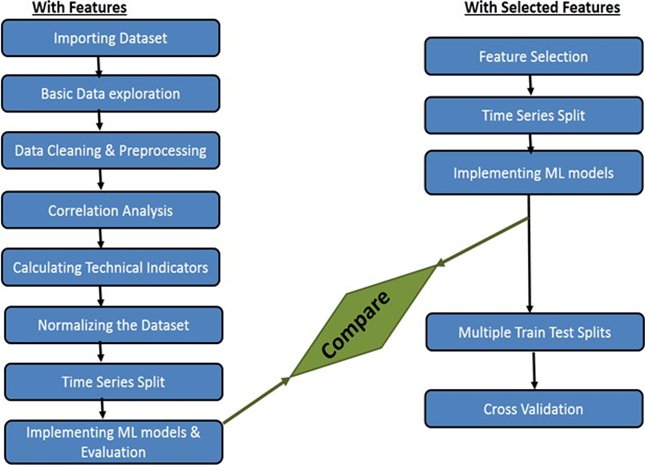 With Features
Importing Dataset
Basic Data exploration
Data Cleaning & Preprocessing
Correlation Analysis
Calculating Technical Indicators
Normalizing the Dataset
Time Series Split
Implementing ML models &
Evaluation
Compare
With Selected Features
Feature Selection
Time Series Split
Implementing ML models
Multiple Train Test Splits
Cross Validation